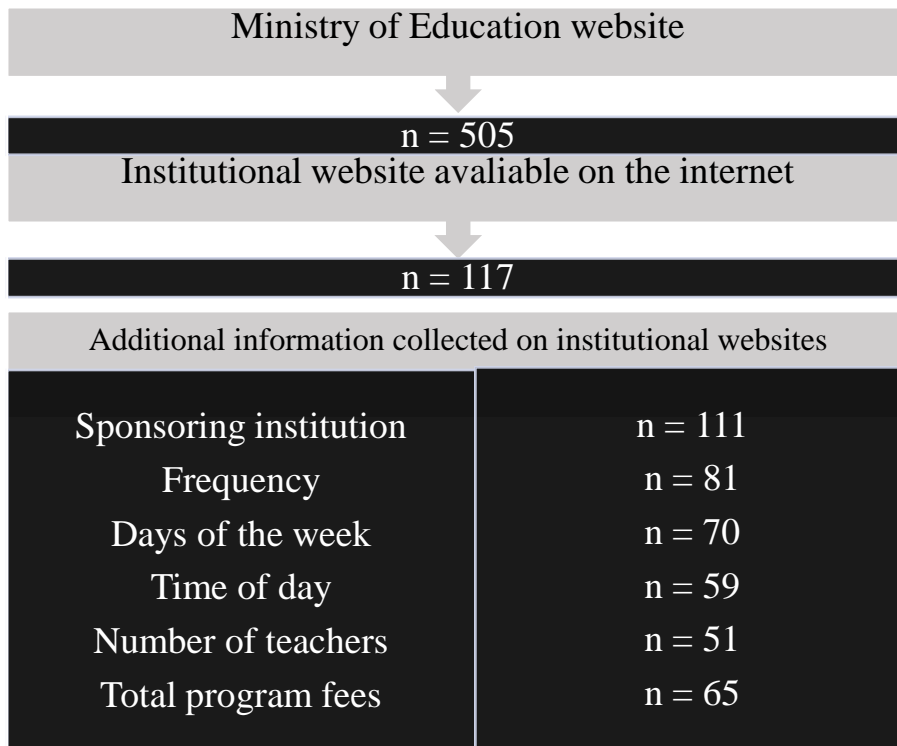 Ministry of Education website
n = 505
Institutional website avaliable on the internet
n = 117
Additional information collected on institutional websites
Sponsoring institution n = 111
Frequency n = 81
Days of the week n = 70
Time of day n = 59
Number of teachers n = 51
Total program fees n = 65